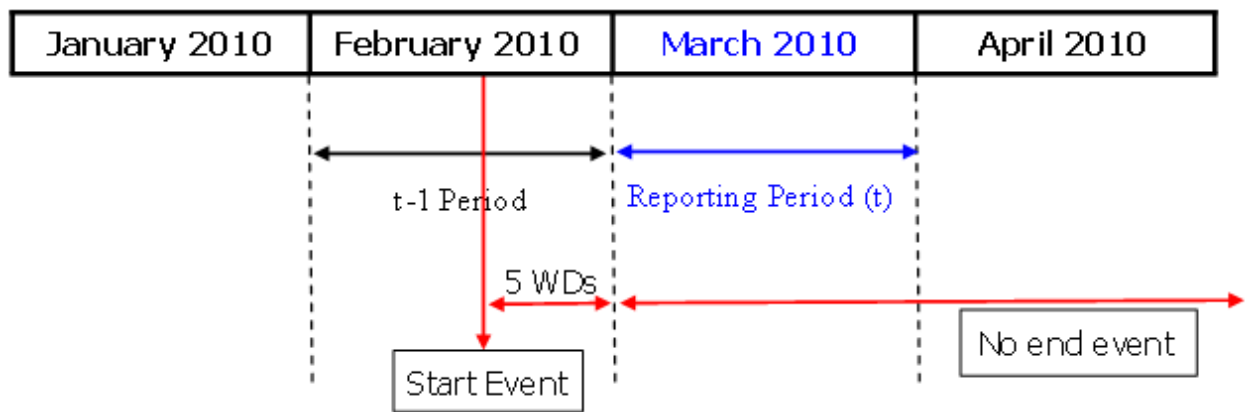 January 2010
February 2010
March 2010
April 2010
t-1 Period
Reporting Period (t)
5 WDs
No end event
Start Event